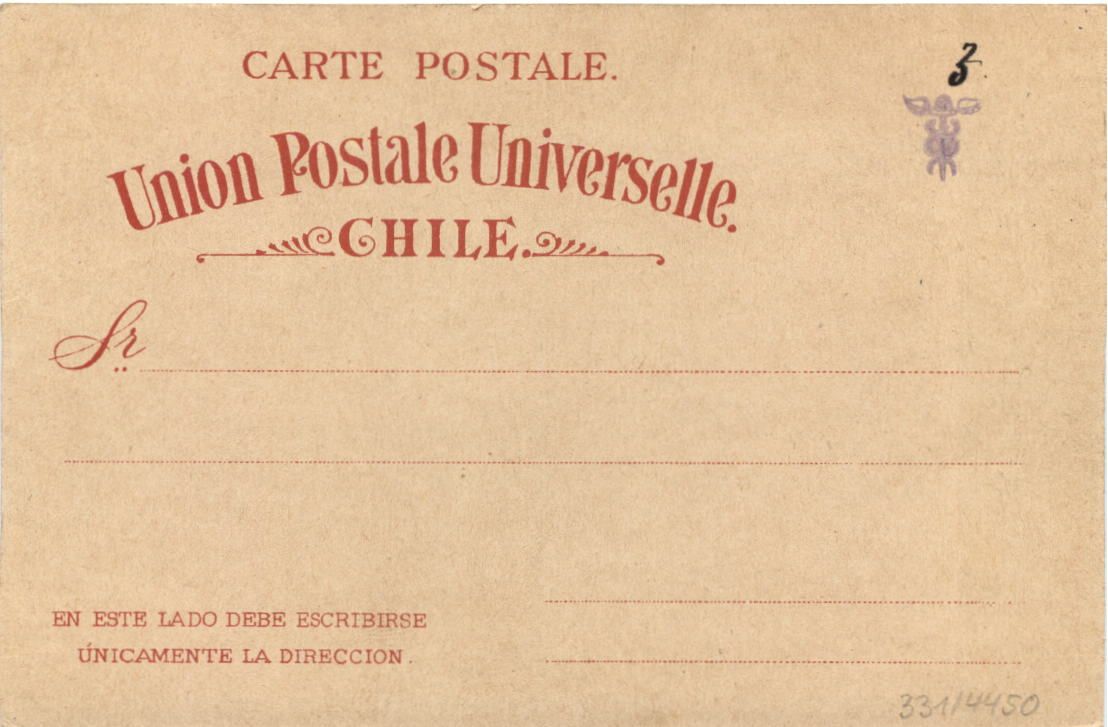 CARTE POSTALE.
3.
Union Postale Universelle.
CHILE.
Sr
EN ESTE LADO DEBE ESCRIBIRSE
ÚNICAMENTE LA DIRECCION.
331/4450